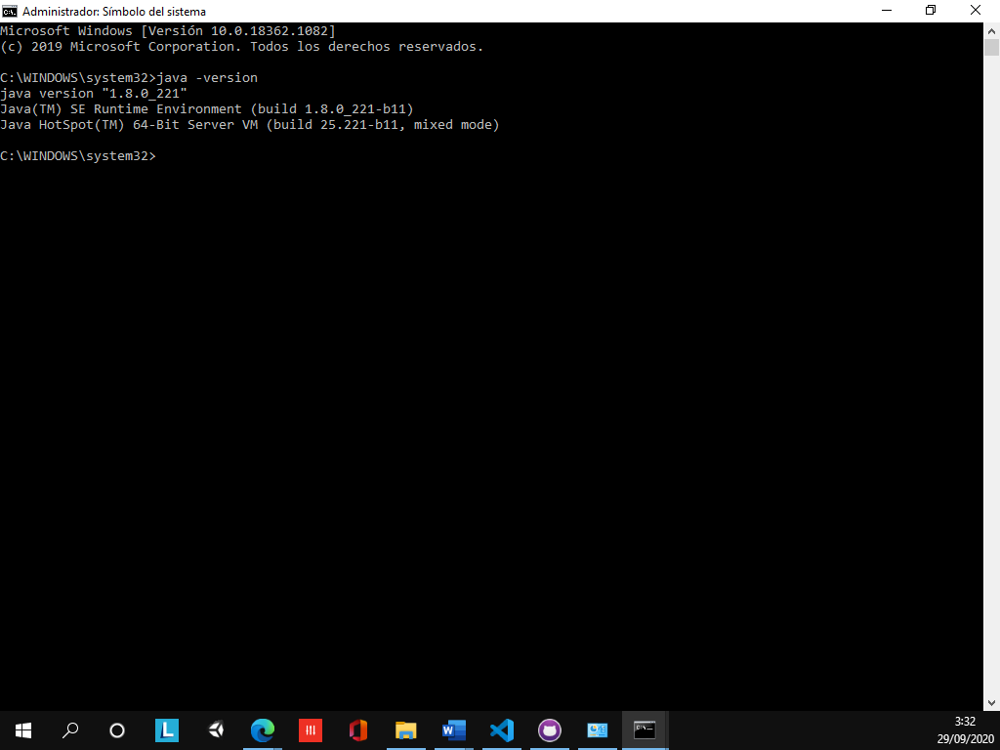 Administrador: Símbolo del sistema
Microsoft Windows [Versión 10.0.18362.1082]
(c) 2019 Microsoft Corporation. Todos los derechos reservados.
C:\WINDOWS\system32>java -version
java version "1.8.0_221"
Java(TM) SE Runtime Environment (build 1.8.0_221-b11)
Java HotSpot(TM) 64-Bit Server VM (build 25.221-b11, mixed mode)
C:\WINDOWS\system32>
3:32
29/09/2020